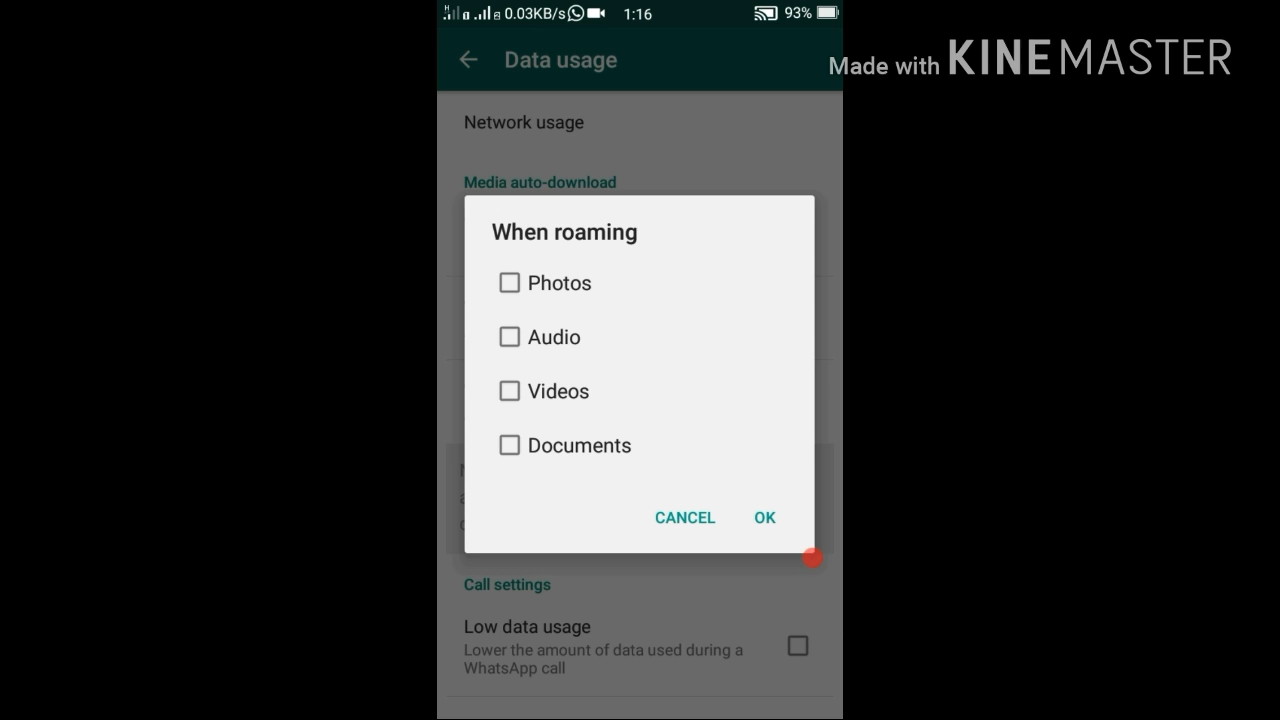 0.03KB/s 1:16 93%
Data usage
Made with KINEMASTER
Network usage
Media auto-download
When roaming
Photos
Audio
Videos
Documents
CANCEL OK
Call settings
Low data usage
Lower the amount of data used during a
WhatsApp call